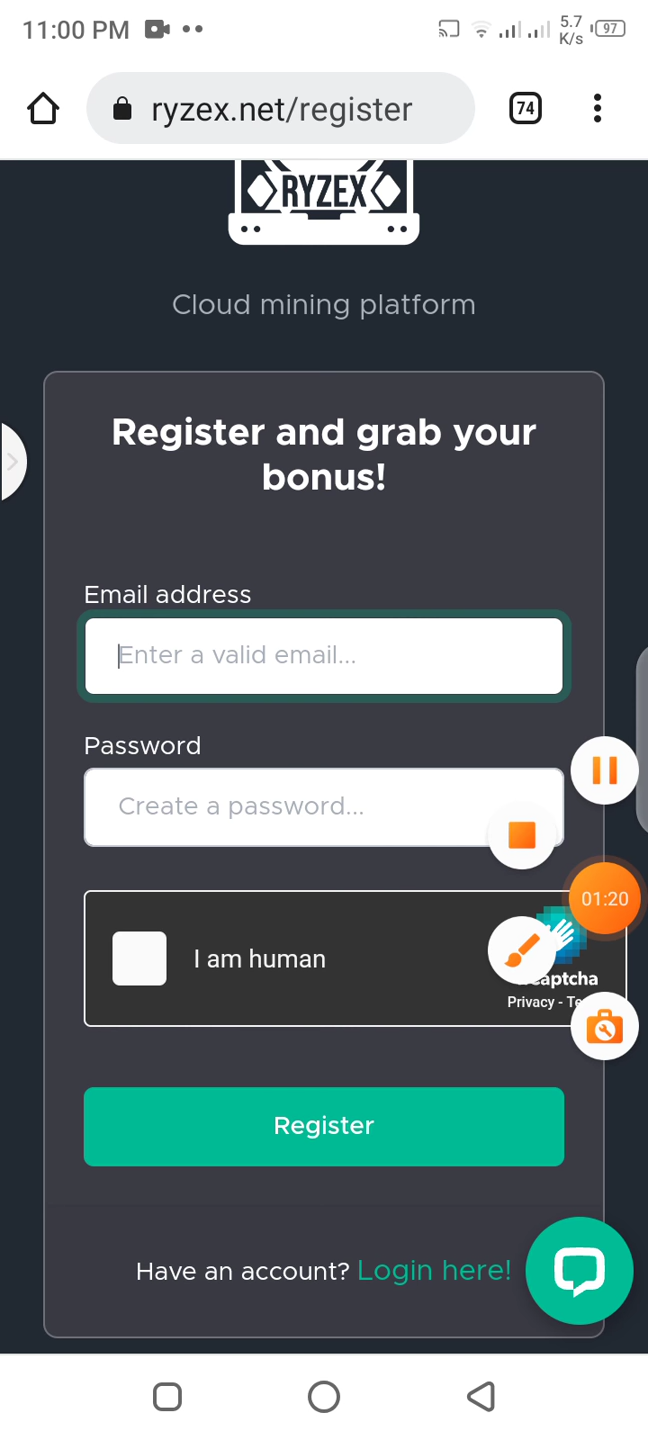 11:00 PM
5.7
K/s
97
ryzex.net/register
74
RYZEX
Cloud mining platform
Register and grab your
bonus!
Email address
Enter a valid email...
Password
Create a password...
01:20
I am human
Privacy -
Register
Have an account? Login here!